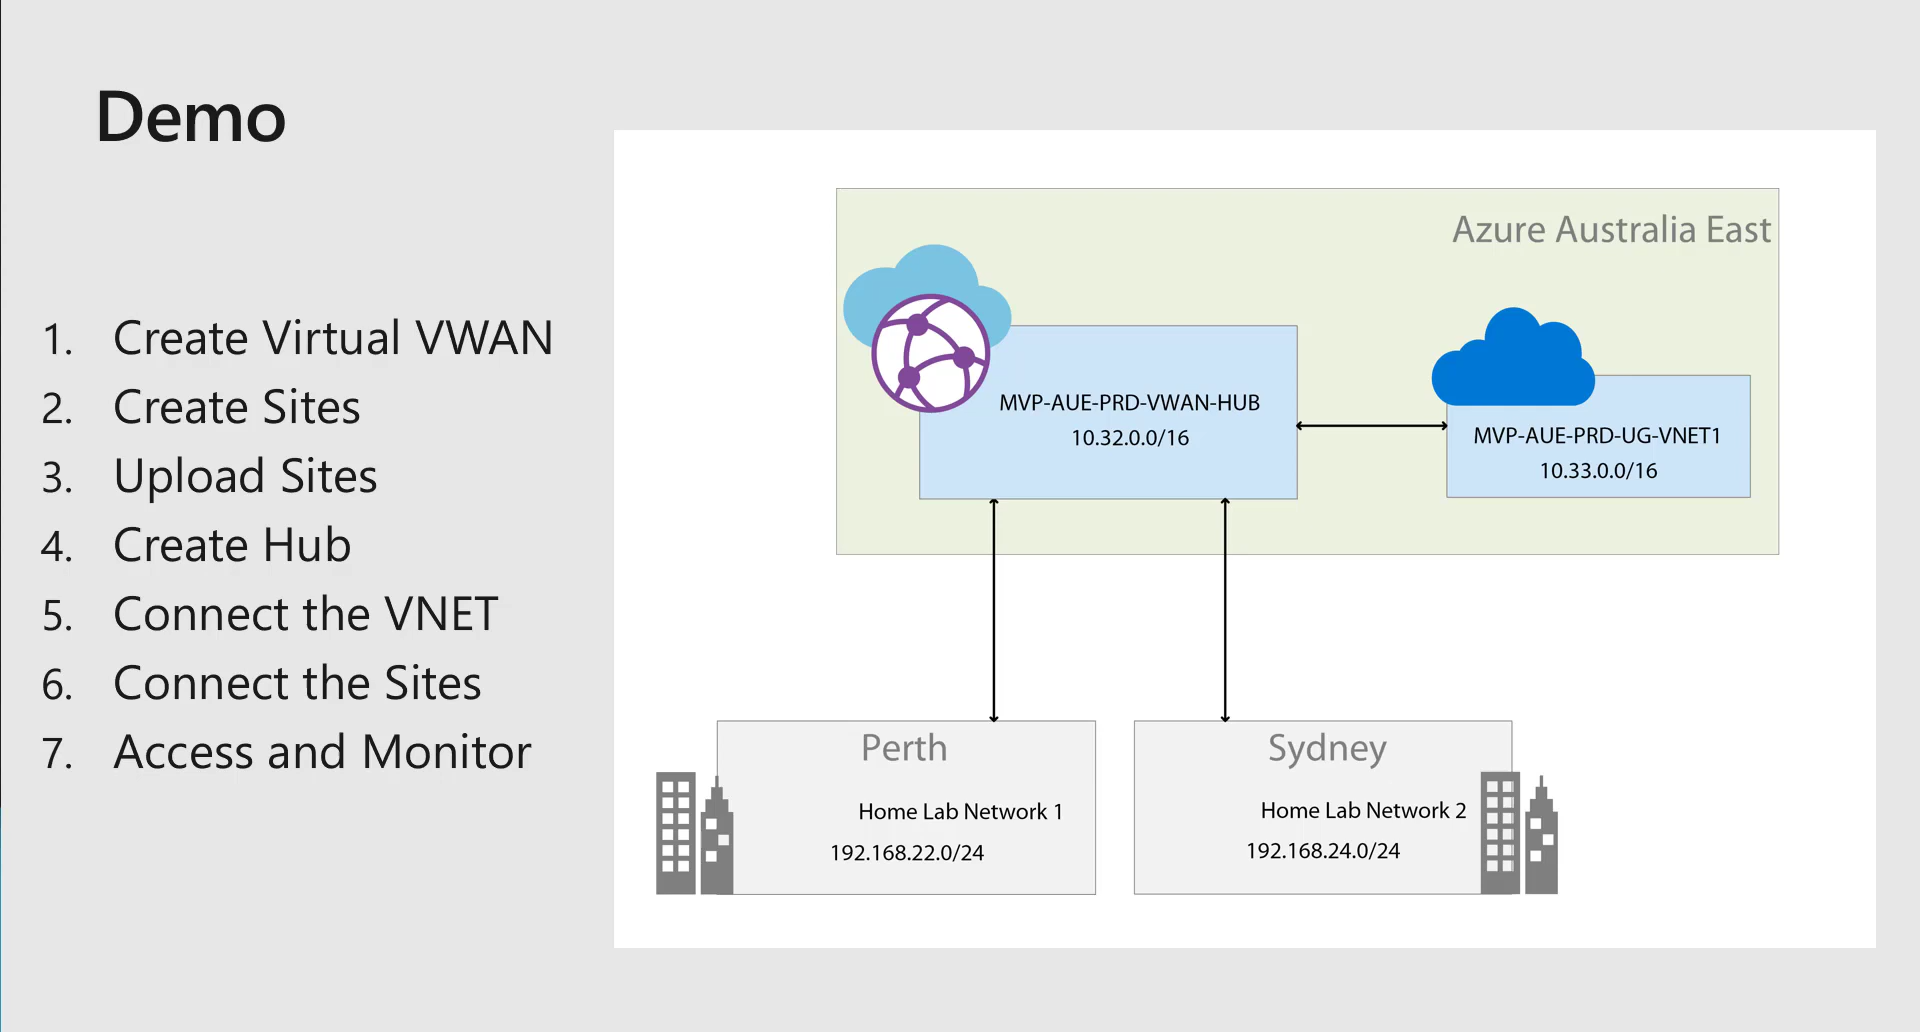 Demo
1. Create Virtual VWAN
2. Create Sites
3. Upload Sites
4. Create Hub
5. Connect the VNET
6. Connect the Sites
7. Access and Monitor
Azure Australia East
MVP-AUE-PRD-VWAN-HUB
10.32.0.0/16
MVP-AUE-PRD-UG-VNET1
10.33.0.0/16
Perth
Home Lab Network 1
192.168.22.0/24
Sydney
Home Lab Network 2
192.168.24.0/24